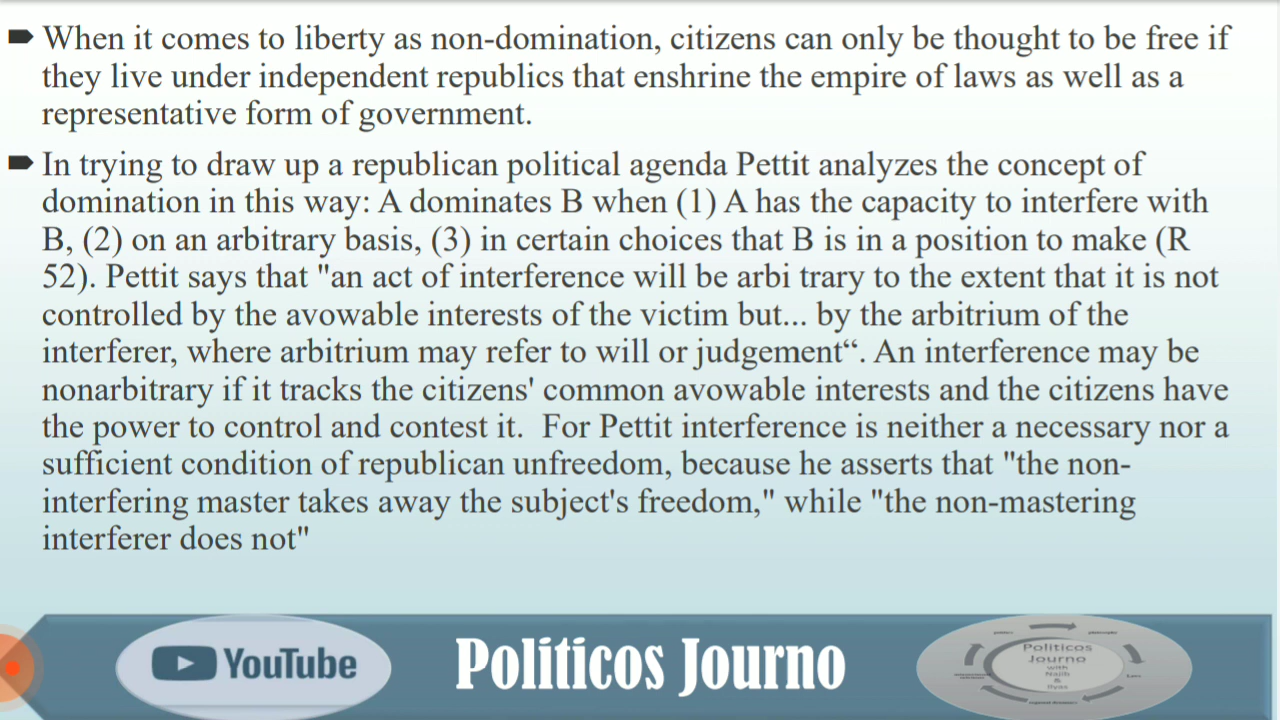 When it comes to liberty as non-domination, citizens can only be thought to be free if
they live under independent republics that enshrine the empire of laws as well as a
representative form of government.
In trying to draw up a republican political agenda Pettit analyzes the concept of
domination in this way: A dominates B when (1) A has the capacity to interfere with
B, (2) on an arbitrary basis, (3) in certain choices that B is in a position to make (R
52). Pettit says that "an act of interference will be arbi trary to the extent that it is not
controlled by the avowable interests of the victim but... by the arbitrium of the
interferer, where arbitrium may refer to will or judgement“. An interference may be
nonarbitrary if it tracks the citizens' common avowable interests and the citizens have
the power to control and contest it.  For Pettit interference is neither a necessary nor a
sufficient condition of republican unfreedom, because he asserts that "the non-
interfering master takes away the subject's freedom," while "the non-mastering
interferer does not"
YouTube
Politicos Journo
Politicos
Journo
with
&
Ilyas